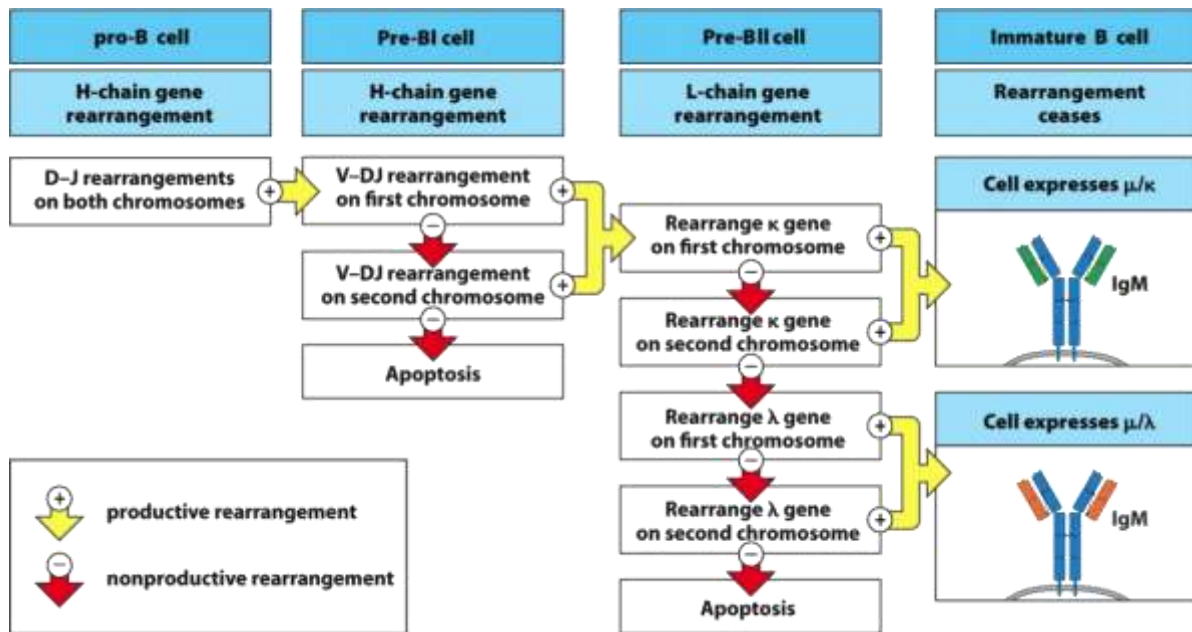 pro-B cell
H-chain gene
rearrangement
D–J rearrangements
on both chromosomes
+
Pre-BI cell
H-chain gene
rearrangement
V–DJ rearrangement
on first chromosome
+
−
V–DJ rearrangement
on second chromosome
+
−
Apoptosis
Pre-BII cell
L-chain gene
rearrangement
Rearrange κ gene
on first chromosome
+
−
Rearrange κ gene
on second chromosome
+
−
Rearrange λ gene
on first chromosome
+
−
Rearrange λ gene
on second chromosome
+
−
Apoptosis
Immature B cell
Rearrangement
ceases
Cell expresses μ/κ
IgM
Cell expresses μ/λ
IgM
+
productive rearrangement
−
nonproductive rearrangement